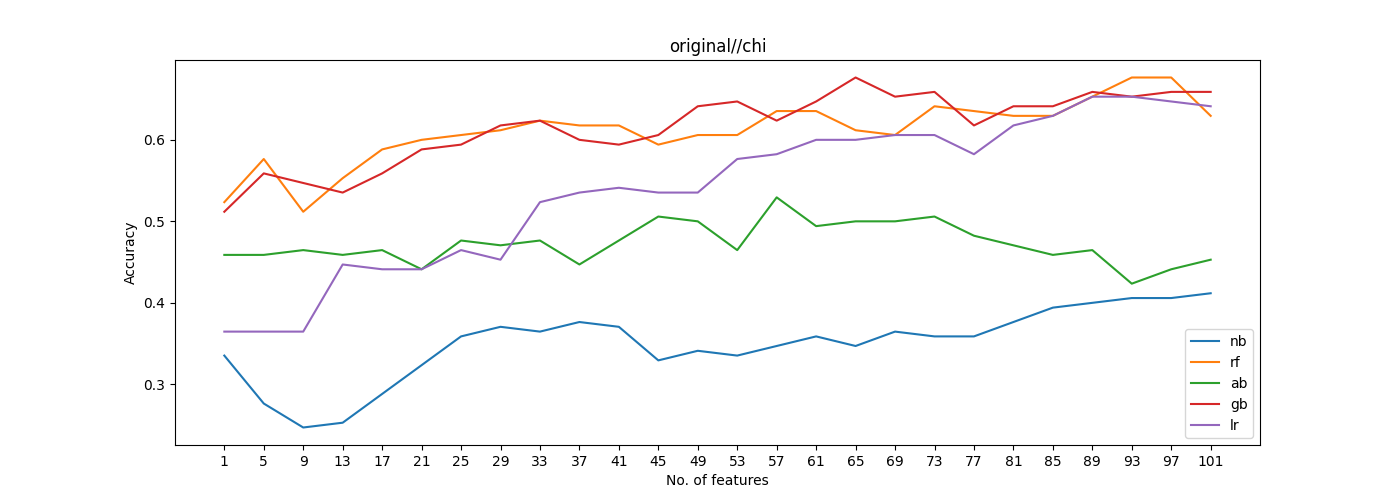 original//chi
Accuracy
0.6
0.5
0.4
0.3
1 5 9 13 17 21 25 29 33 37 41 45 49 53 57 61 65 69 73 77 81 85 89 93 97 101
No. of features
nb
rf
ab
gb
lr